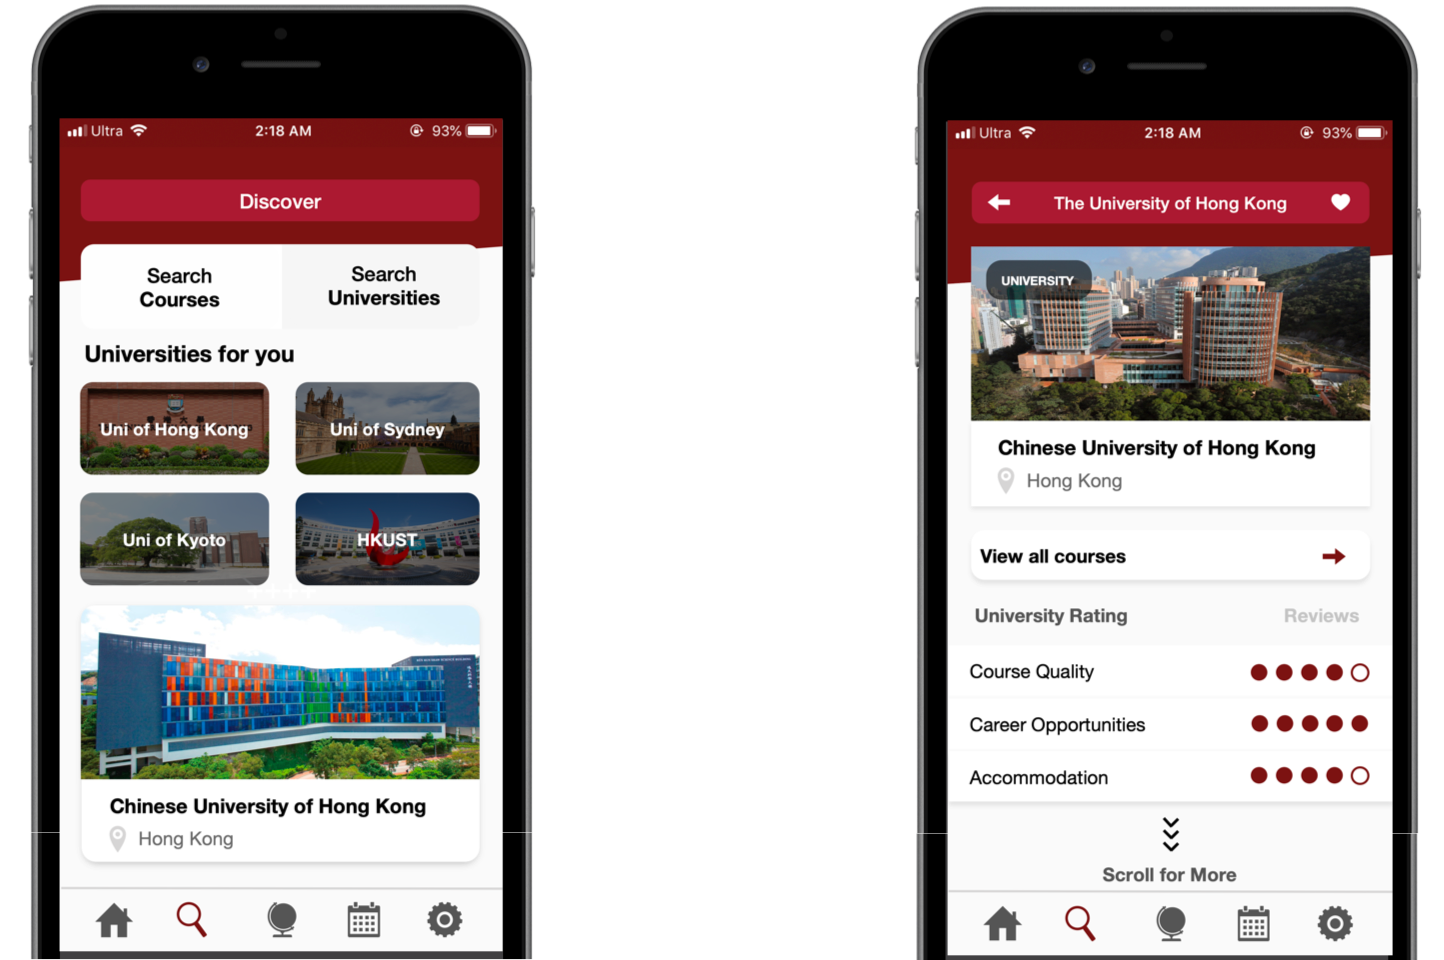 Ultra 2:18 AM 93%
Discover
Search
Courses
Search
Universities
Universities for you
Uni of Hong Kong
Uni of Sydney
Uni of Kyoto
HKUST
Chinese University of Hong Kong
Hong Kong
Ultra 2:18 AM 93%
The University of Hong Kong
UNIVERSITY
Chinese University of Hong Kong
Hong Kong
View all courses
University Rating
Reviews
Course Quality
Career Opportunities
Accommodation
Scroll for More